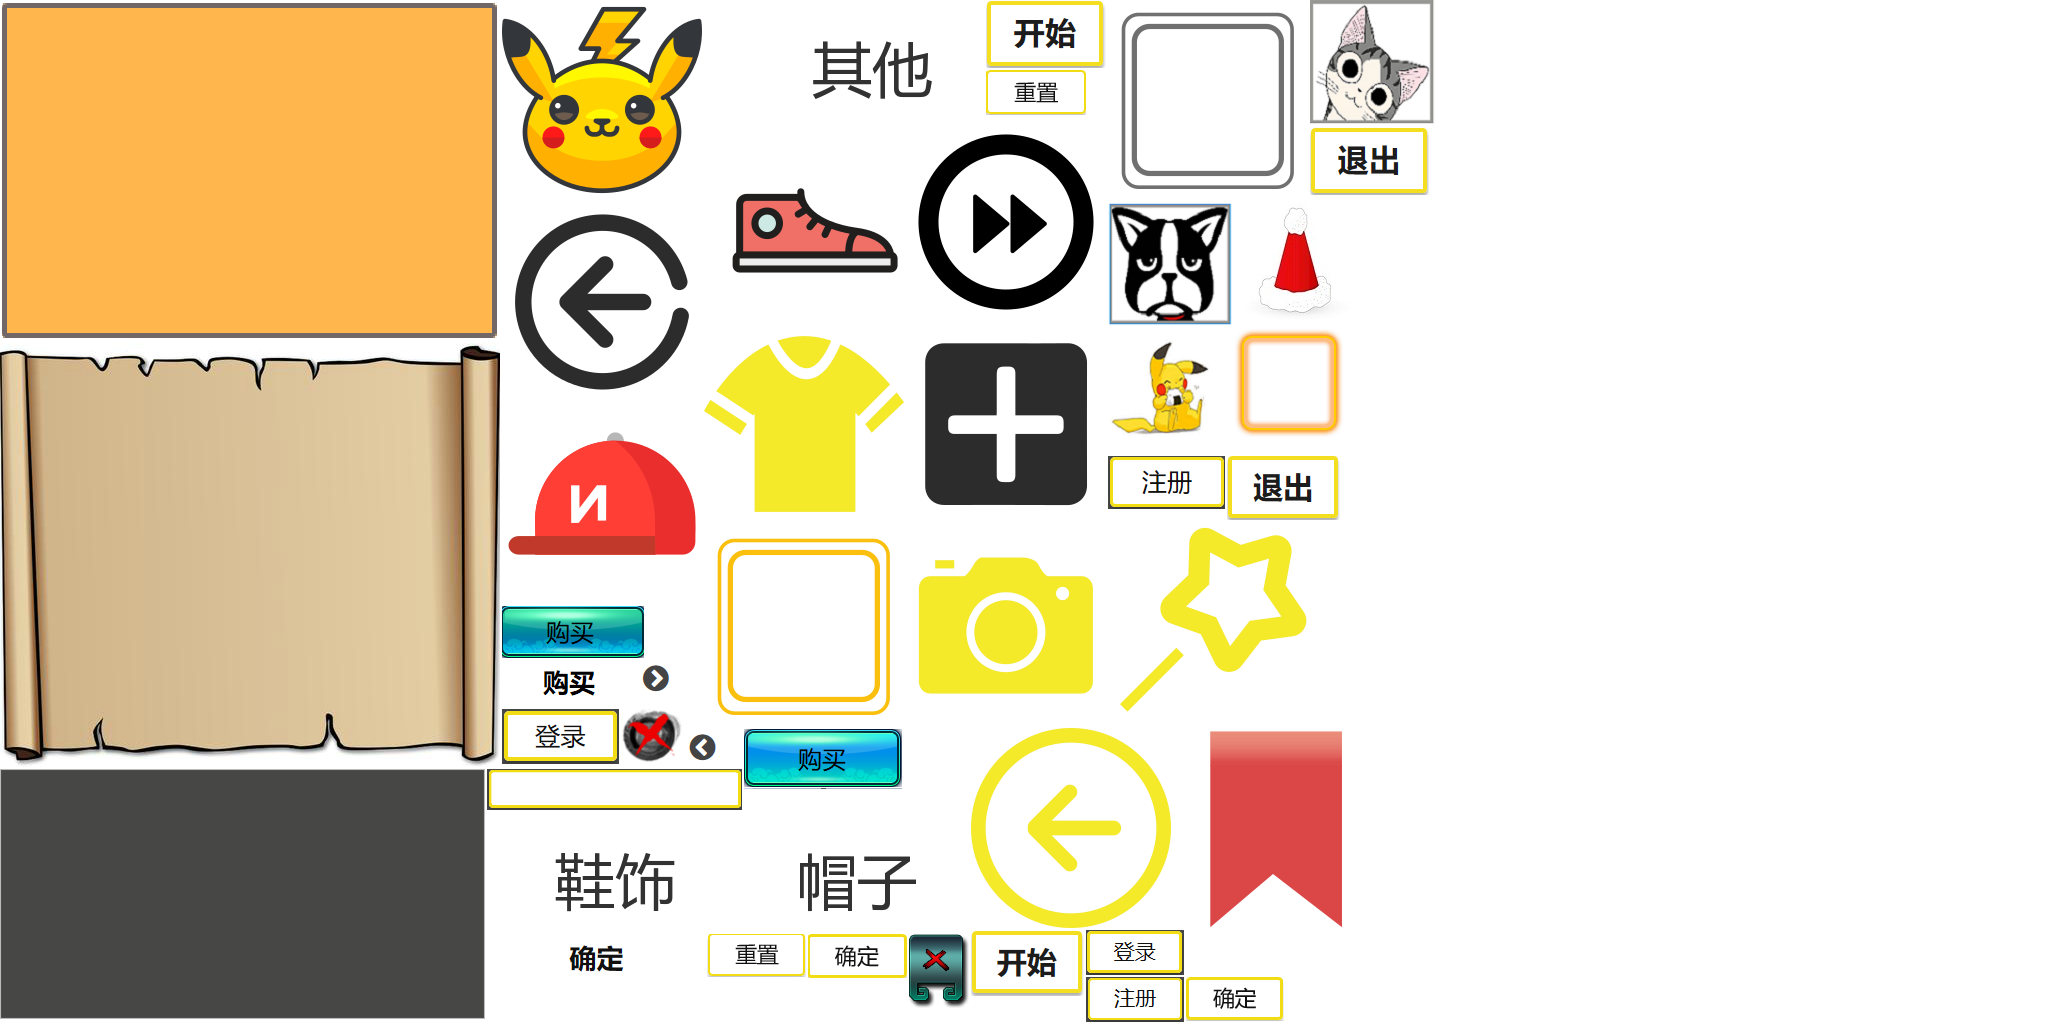 其他
开始
重置
退出
注册
退出
И
购买
购买
登录
购买
鞋饰
帽子
确定
重置
确定
开始
登录
注册
确定